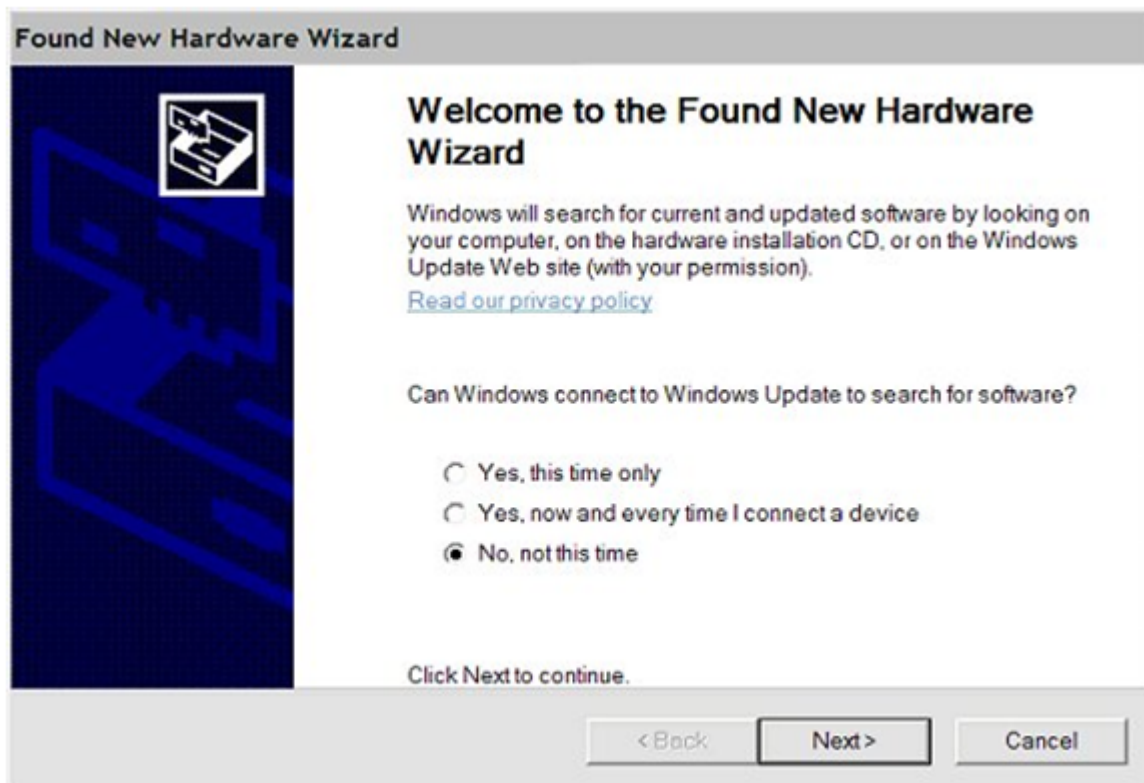 Found New Hardware Wizard
Welcome to the Found New Hardware
Wizard
Windows will search for current and updated software by looking on
your computer, on the hardware installation CD, or on the Windows
Update Web site (with your permission).
Read our privacy policy
Can Windows connect to Windows Update to search for software?
Yes, this time only
Yes, now and every time I connect a device
No, not this time
Click Next to continue.
<Back Next> Cancel